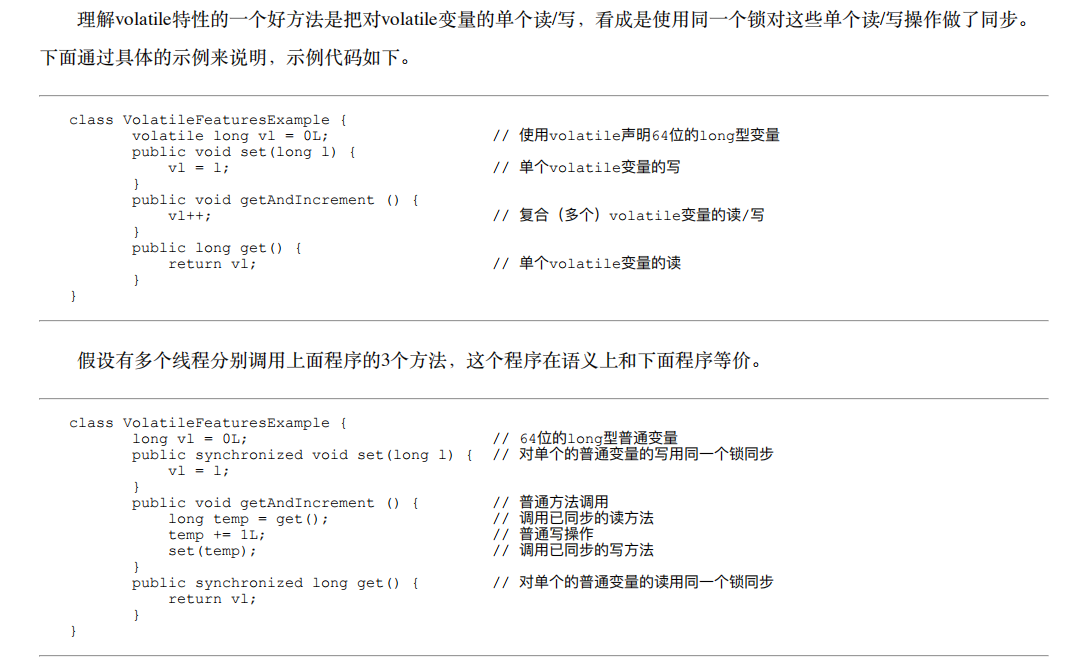 理解volatile特性的一个好方法是把对volatile变量的单个读/写，看成是使用同一个锁对这些单个读/写操作做了同步。
下面通过具体的示例来说明，示例代码如下。
class VolatileFeaturesExample {
volatile long vl = 0L; // 使用volatile声明64位的long型变量
public void set(long l) {
vl = l; // 单个volatile变量的写
}
public void getAndIncrement () {
vl++; // 复合（多个）volatile变量的读/写
}
public long get() {
return vl; // 单个volatile变量的读
}
}
假设有多个线程分别调用上面程序的3个方法，这个程序在语义上和下面程序等价。
class VolatileFeaturesExample {
long vl = 0L; // 64位的long型普通变量
public synchronized void set(long l) { // 对单个的普通变量的写用同一个锁同步
vl = l;
}
public void getAndIncrement () { // 普通方法调用
long temp = get(); // 调用已同步的读方法
temp += 1L; // 普通写操作
set(temp); // 调用已同步的写方法
}
public synchronized long get() { // 对单个的普通变量的读用同一个锁同步
return vl;
}
}